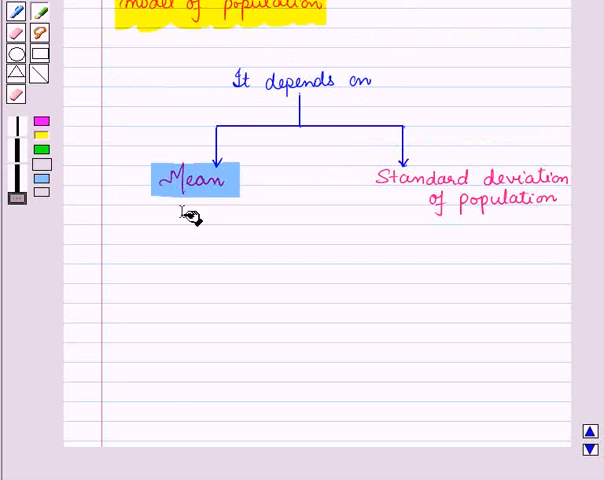 model of population
It depends on
Mean
Standard deviation
of population